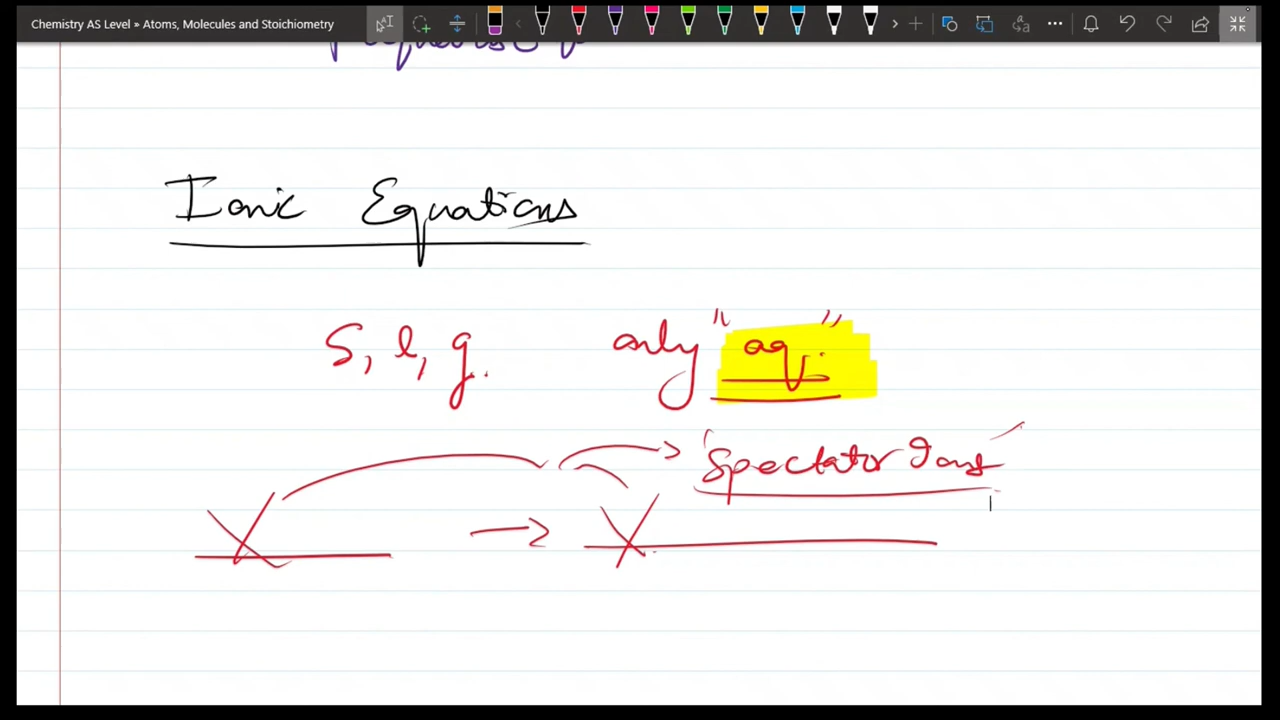 Chemistry AS Level » Atoms, Molecules and Stoichiometry
Ionic Equations
S, l, g. only "aq."
'Spectator Ions'
X → X